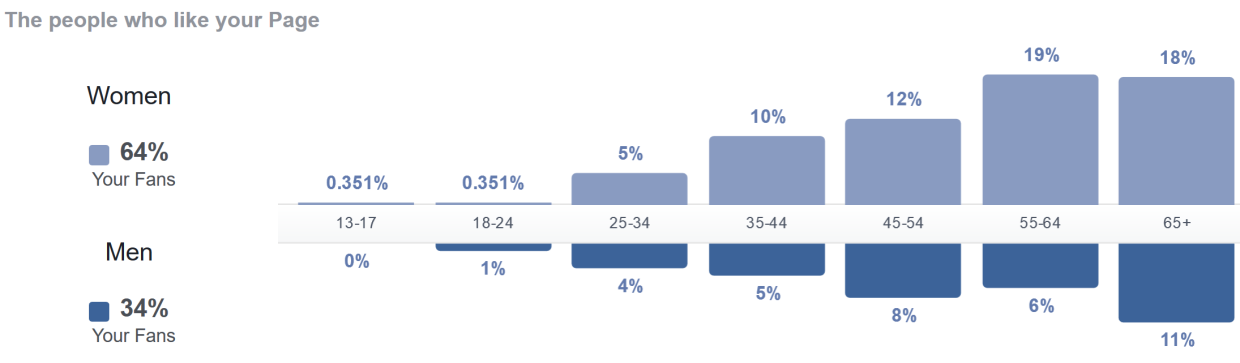 The people who like your Page
Women
64%
Your Fans
0.351% 0.351% 5% 10% 12% 19% 18%
13-17 18-24 25-34 35-44 45-54 55-64 65+
Men
34%
Your Fans
0% 1% 4% 5% 8% 6% 11%